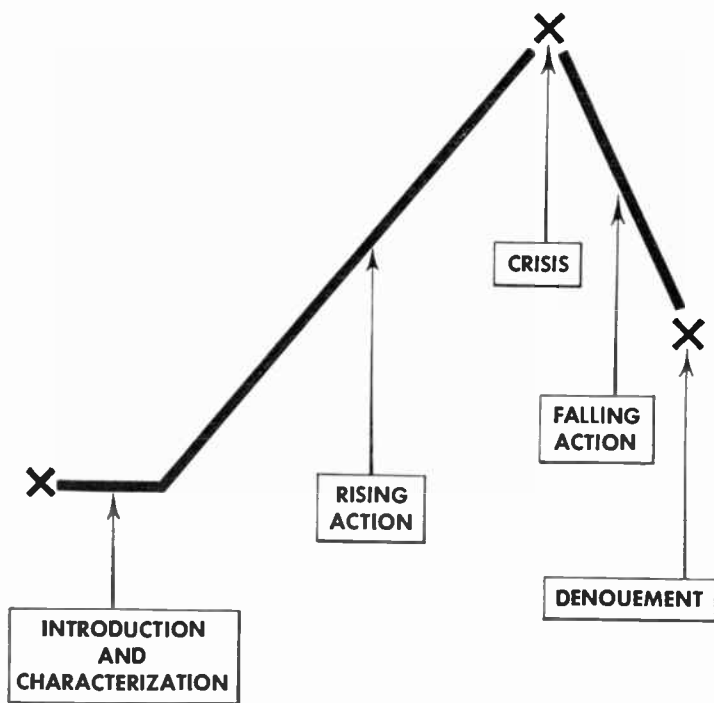 CRISIS
FALLING
ACTION
RISING
ACTION
DENOUEMENT
INTRODUCTION
AND
CHARACTERIZATION